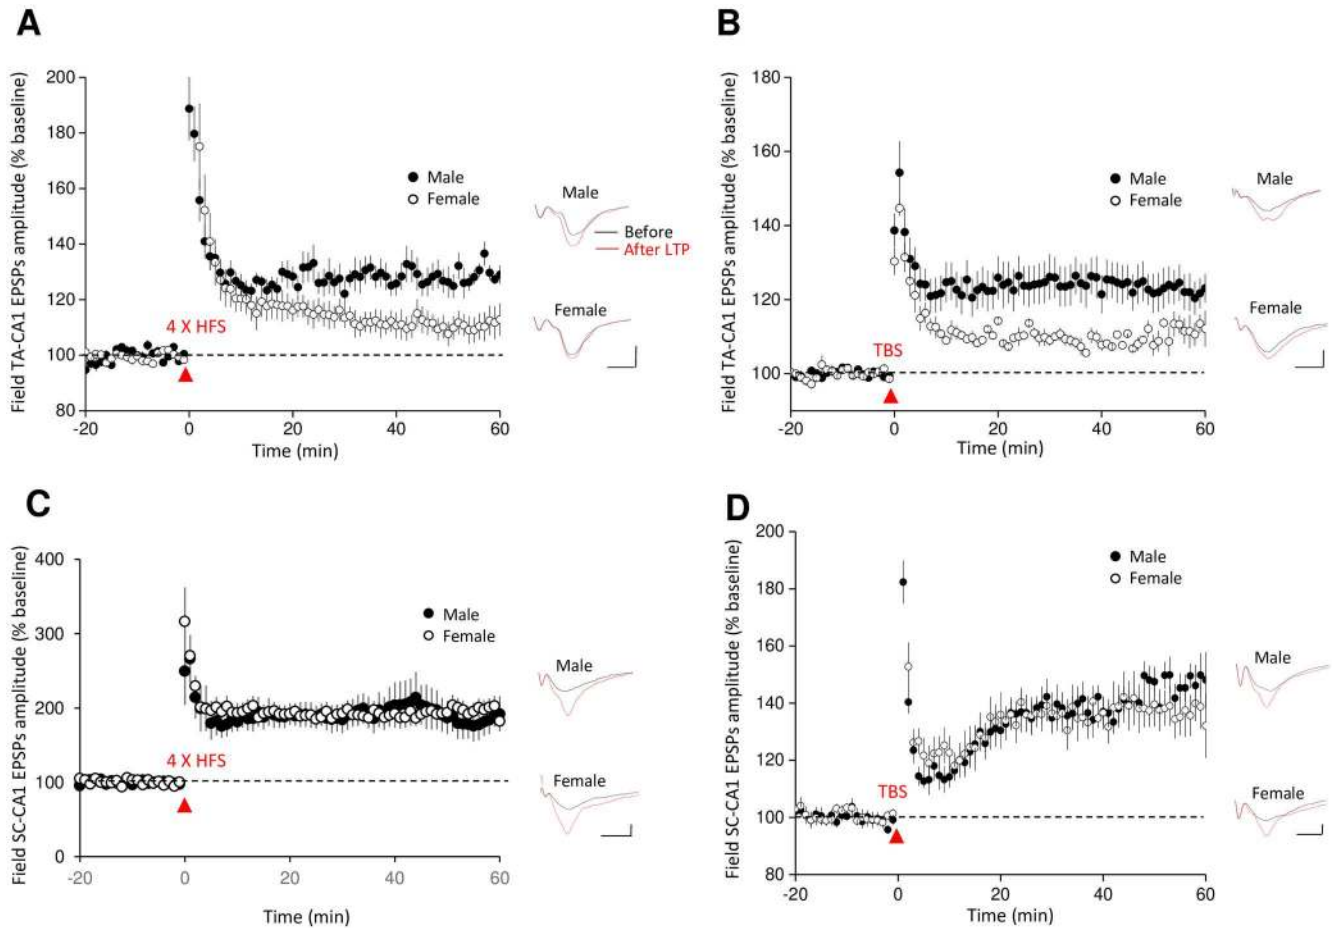 A
Field TA-CA1 EPSPs amplitude (% baseline)
200
180
160
140
120
100
80
-20
0
20
40
60
Time (min)
Male
Female
4 X HFS
Male
Before
After LTP
Female
B
Field TA-CA1 EPSPs amplitude (% baseline)
180
160
140
120
100
-20
0
20
40
60
Time (min)
Male
Female
TBS
Male
Female
C
Field SC-CA1 EPSPs amplitude (% baseline)
400
300
200
100
0
-20
0
20
40
60
Time (min)
Male
Female
4 X HFS
Male
Female
D
Field SC-CA1 EPSPs amplitude (% baseline)
200
180
160
140
120
100
80
-20
0
20
40
60
Time (min)
Male
Female
TBS
Male
Female